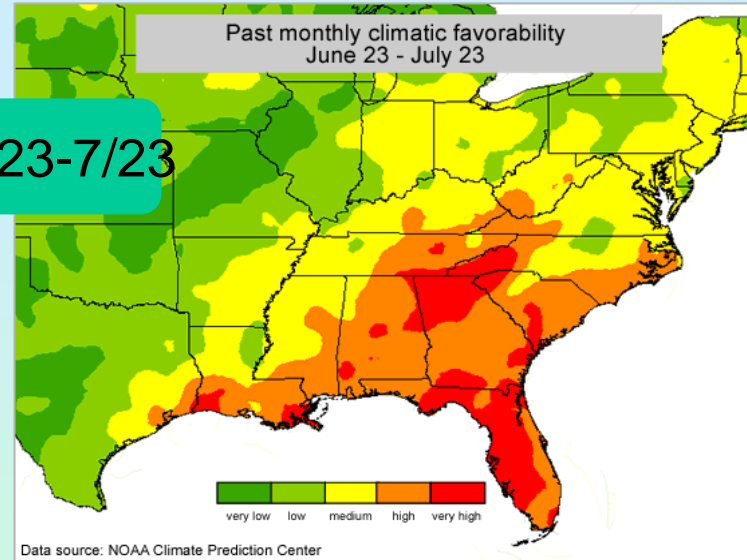 Past monthly climatic favorability
June 23 - July 23
23-7/23
very low low medium high very high
Data source: NOAA Climate Prediction Center